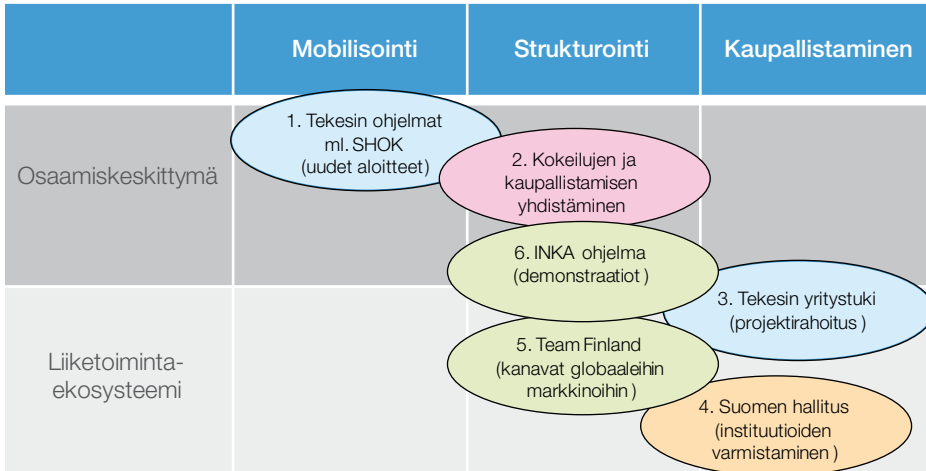 Mobilisointi
Strukturointi
Kaupallistaminen
Osaamiskeskittymä
1. Tekesin ohjelmat
ml. SHOK
(uudet aloitteet)
2. Kokeilujen ja
kaupallistamisen
yhdistäminen
6. INKA ohjelma
(demonstraatiot )
3. Tekesin yritystuki
(projektirahoitus )
Liiketoiminta-
ekosysteemi
5. Team Finland
(kanavat globaaleihin
markkinoihin )
4. Suomen hallitus
(instituutioiden
varmistaminen )